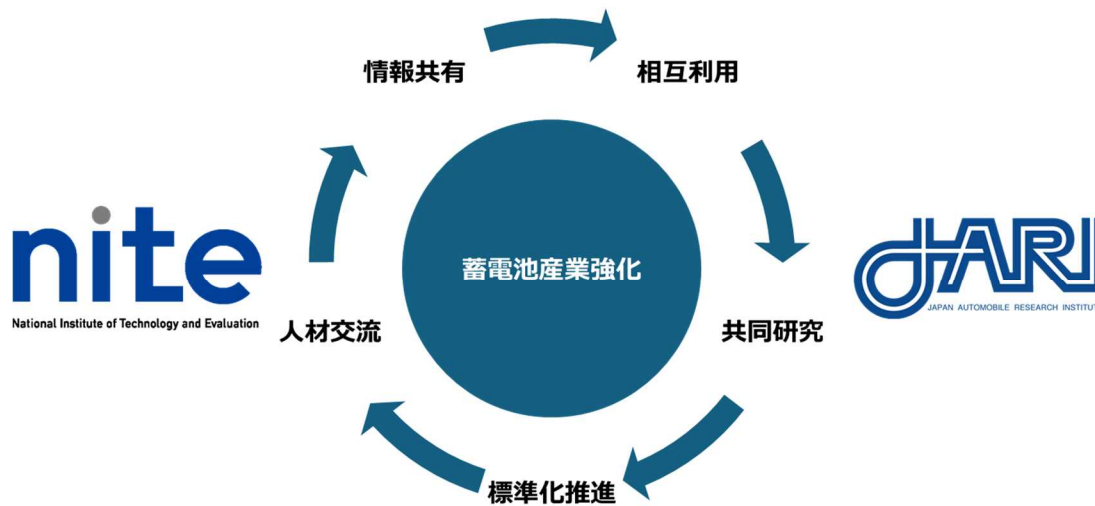 情報共有
相互利用
nite
National Institute of Technology and Evaluation
蓄電池産業強化
JARI
JAPAN AUTOMOBILE RESEARCH INSTITUT
人材交流
共同研究
標準化推進